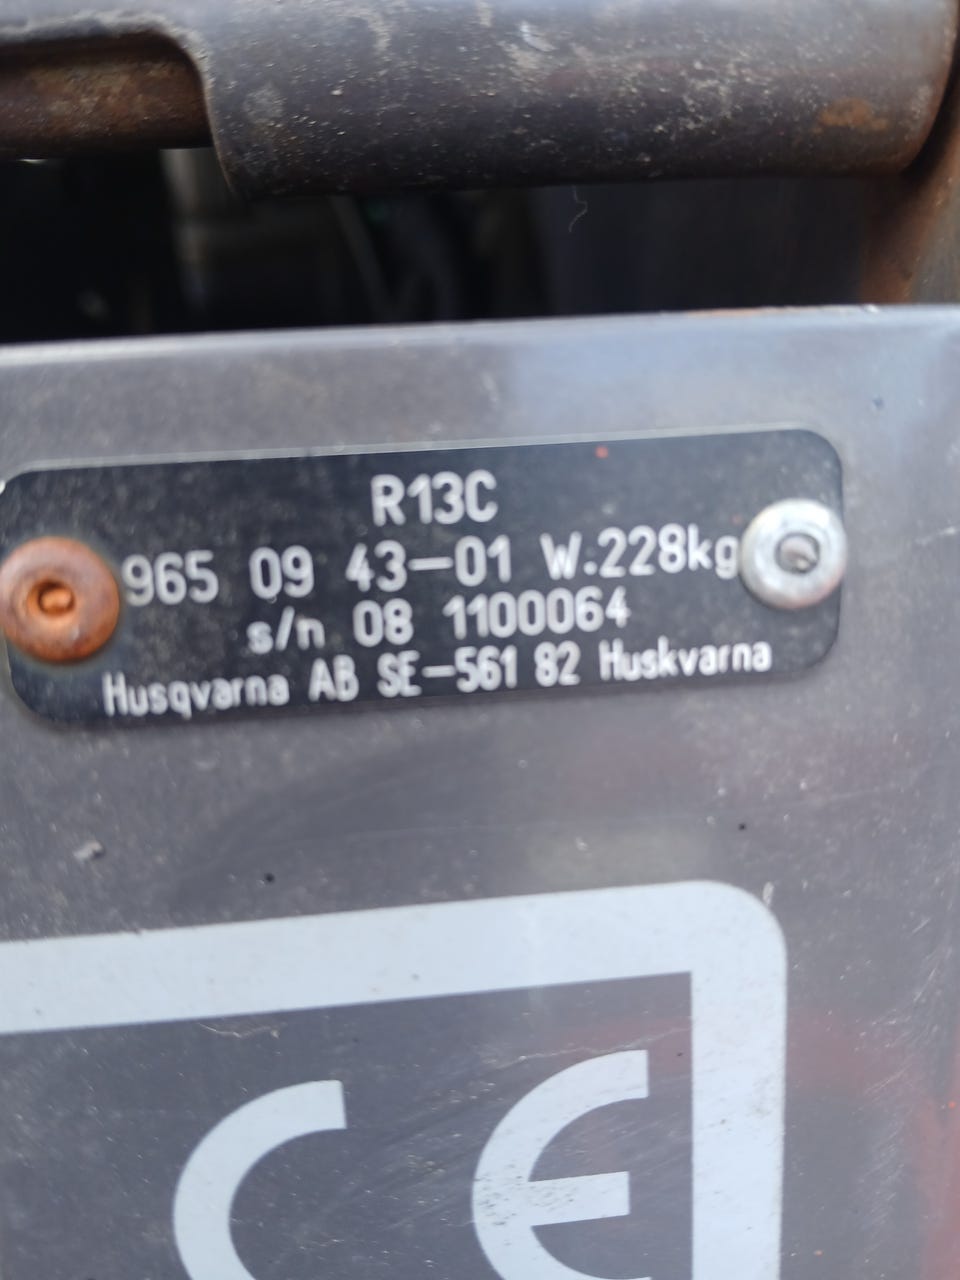 R13C
965 09 43-01 W.228kg
s/n 08 1100064
Husqvarna AB SE-561 82 Huskvarna
CE